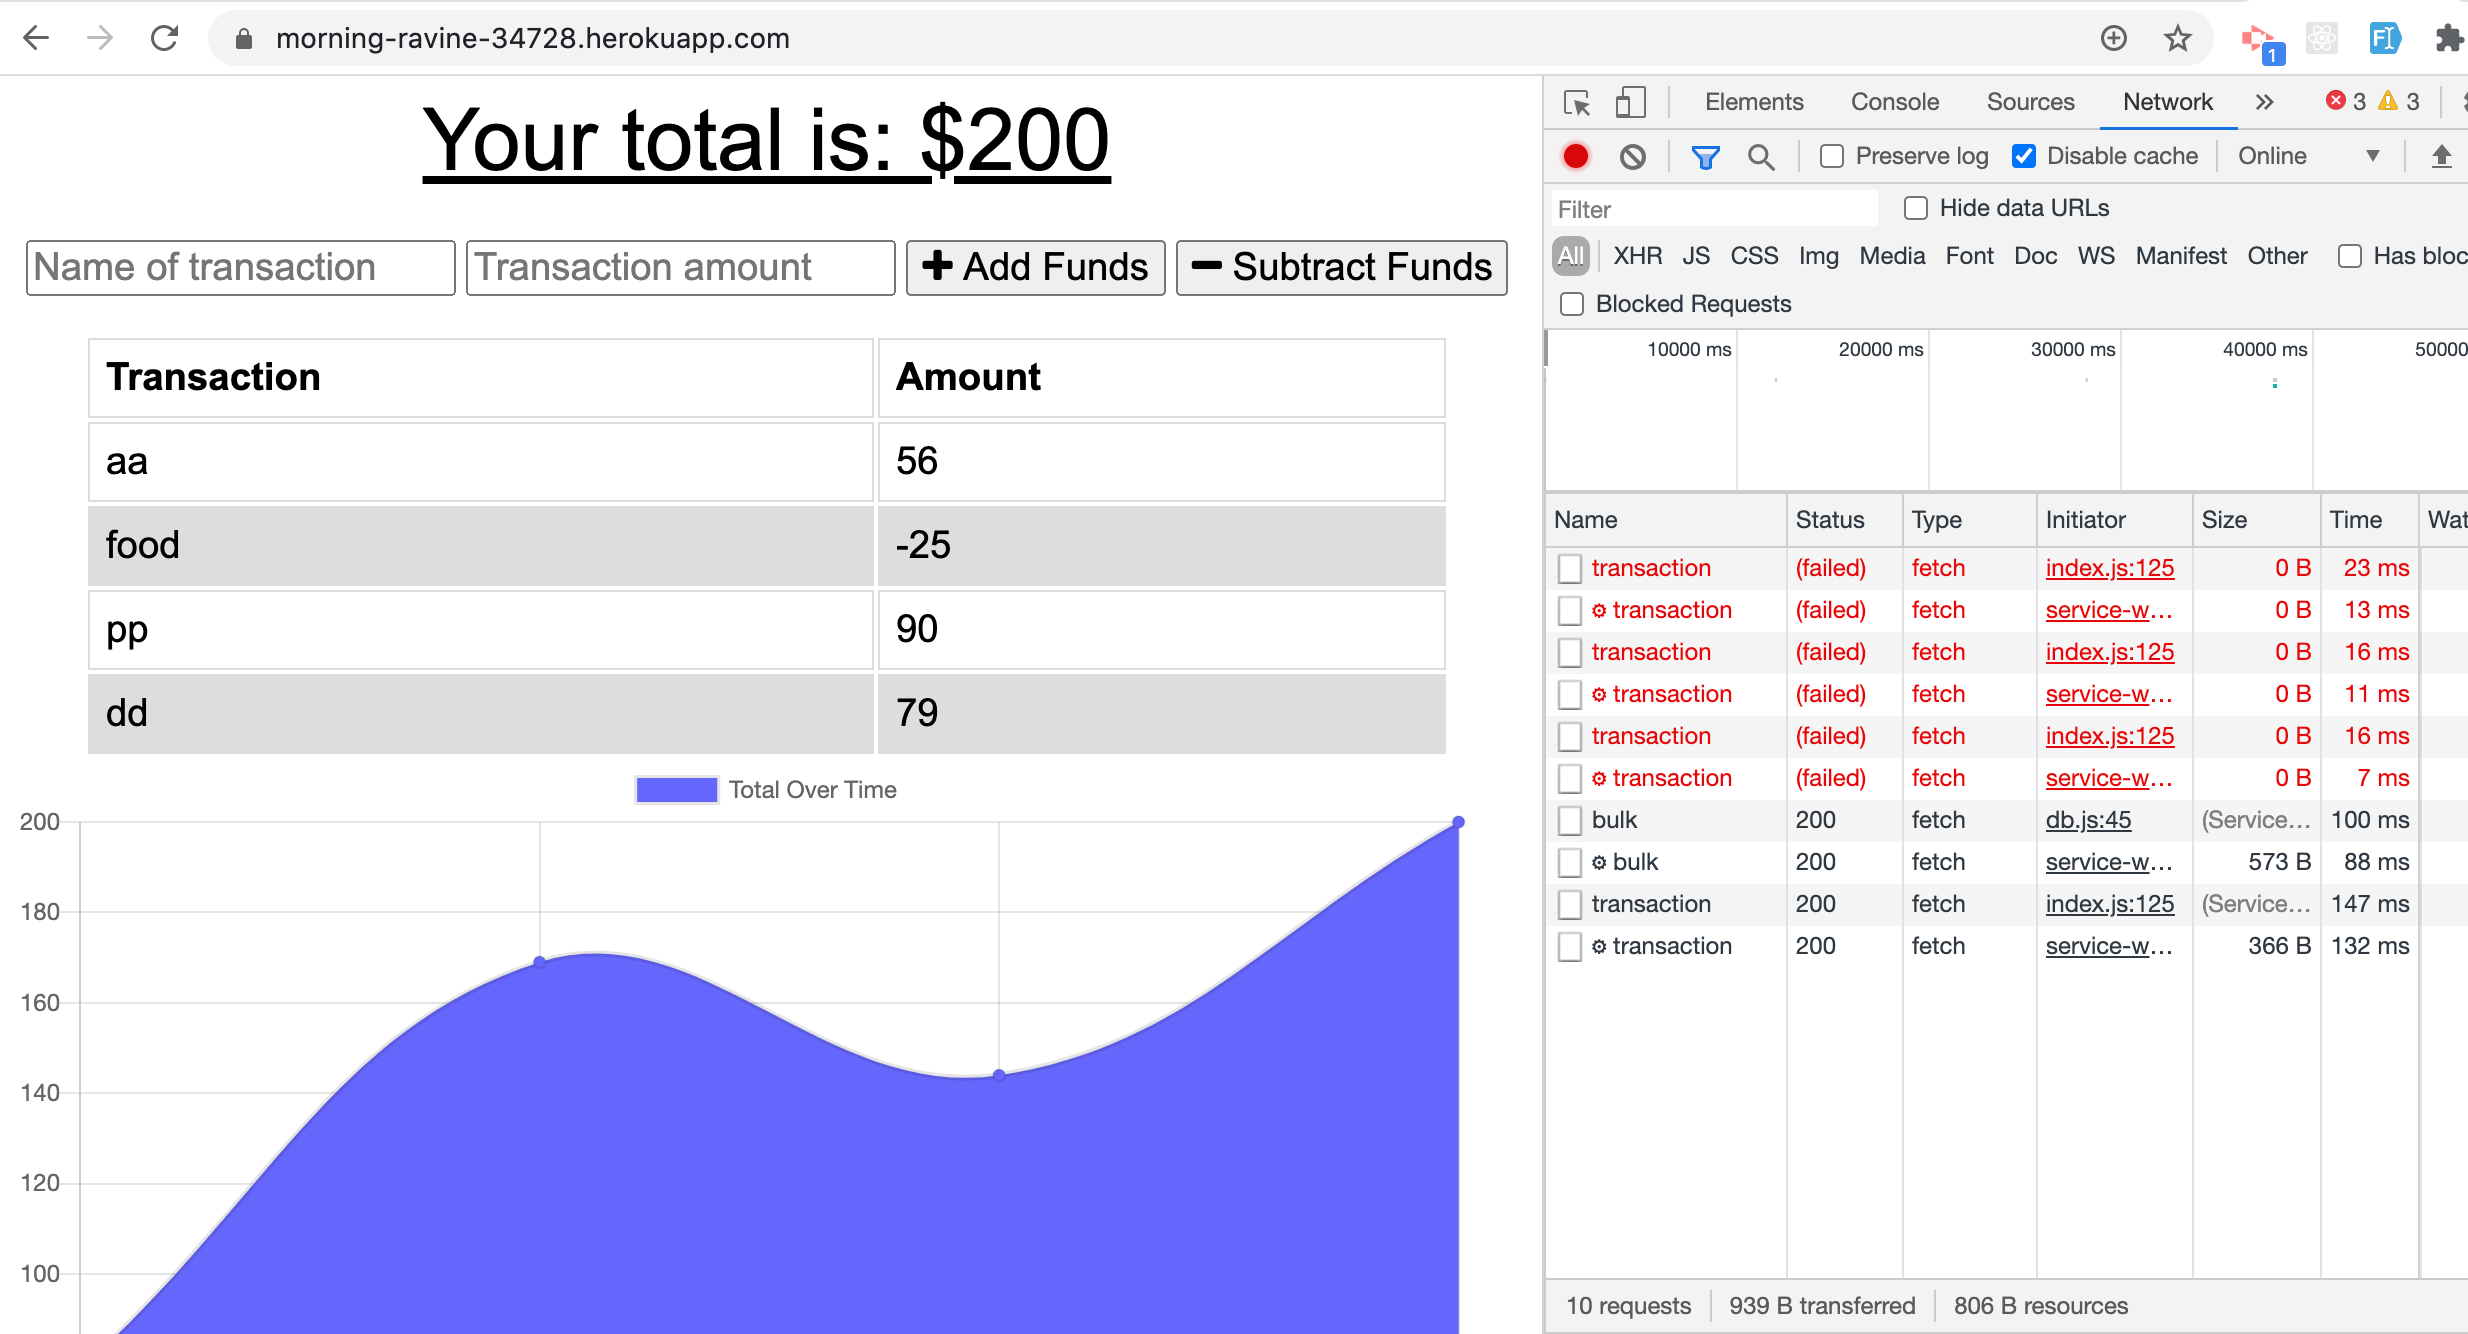 morning-ravine-34728.herokuapp.com
1
Your total is: $200
Name of transaction Transaction amount Add Funds Subtract Funds
Transaction Amount
aa 56
food -25
pp 90
dd 79
Total Over Time
200
180
160
140
120
100
Elements Console Sources Network 3 3
Preserve log Disable cache Online
Filter Hide data URLs
All XHR JS CSS Img Media Font Doc WS Manifest Other Has bloc
Blocked Requests
10000 ms 20000 ms 30000 ms 40000 ms 50000
Name Status Type Initiator Size Time Wat
transaction (failed) fetch index.js:125 0 B 23 ms
transaction (failed) fetch service-w... 0 B 13 ms
transaction (failed) fetch index.js:125 0 B 16 ms
transaction (failed) fetch service-w... 0 B 11 ms
transaction (failed) fetch index.js:125 0 B 16 ms
transaction (failed) fetch service-w... 0 B 7 ms
bulk 200 fetch db.js:45 (Service... 100 ms
bulk 200 fetch service-w... 573 B 88 ms
transaction 200 fetch index.js:125 (Service... 147 ms
transaction 200 fetch service-w... 366 B 132 ms
10 requests 939 B transferred 806 B resources